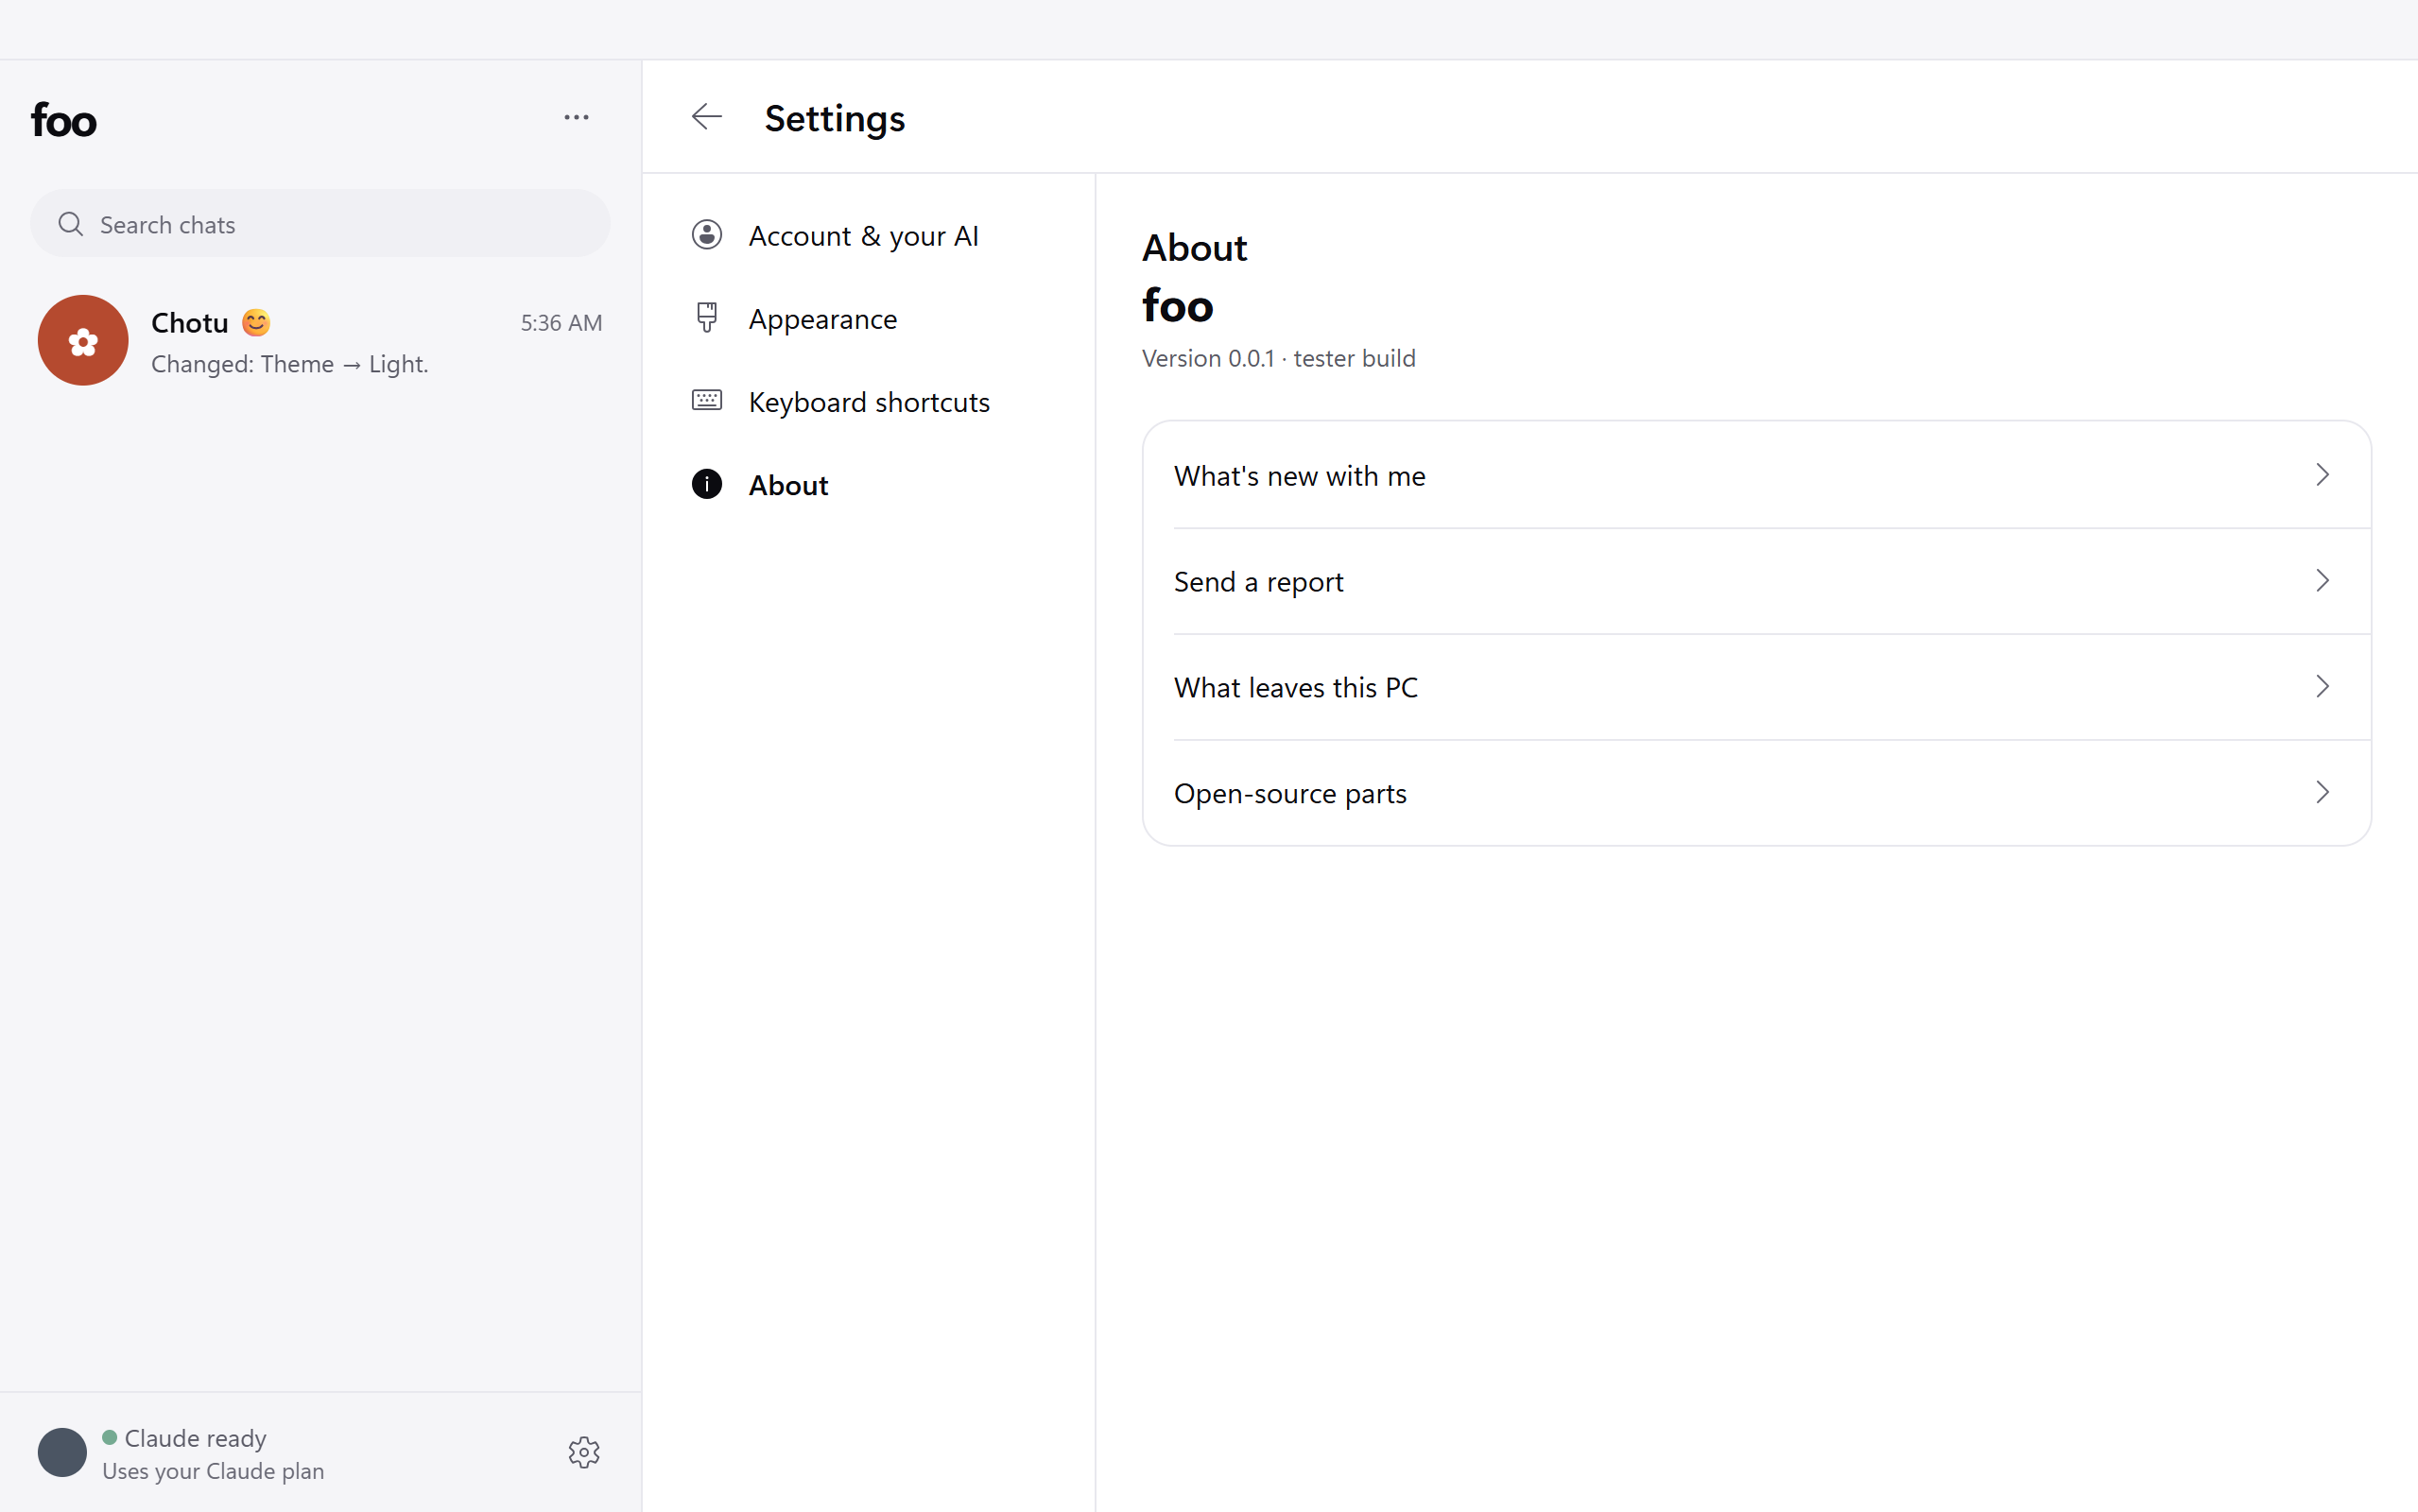 foo
Search chats
Chotu 😊
5:36 AM
Changed: Theme → Light.
Claude ready
Uses your Claude plan
Settings
Account & your AI
Appearance
Keyboard shortcuts
About
About
foo
Version 0.0.1 · tester build
What's new with me
Send a report
What leaves this PC
Open-source parts